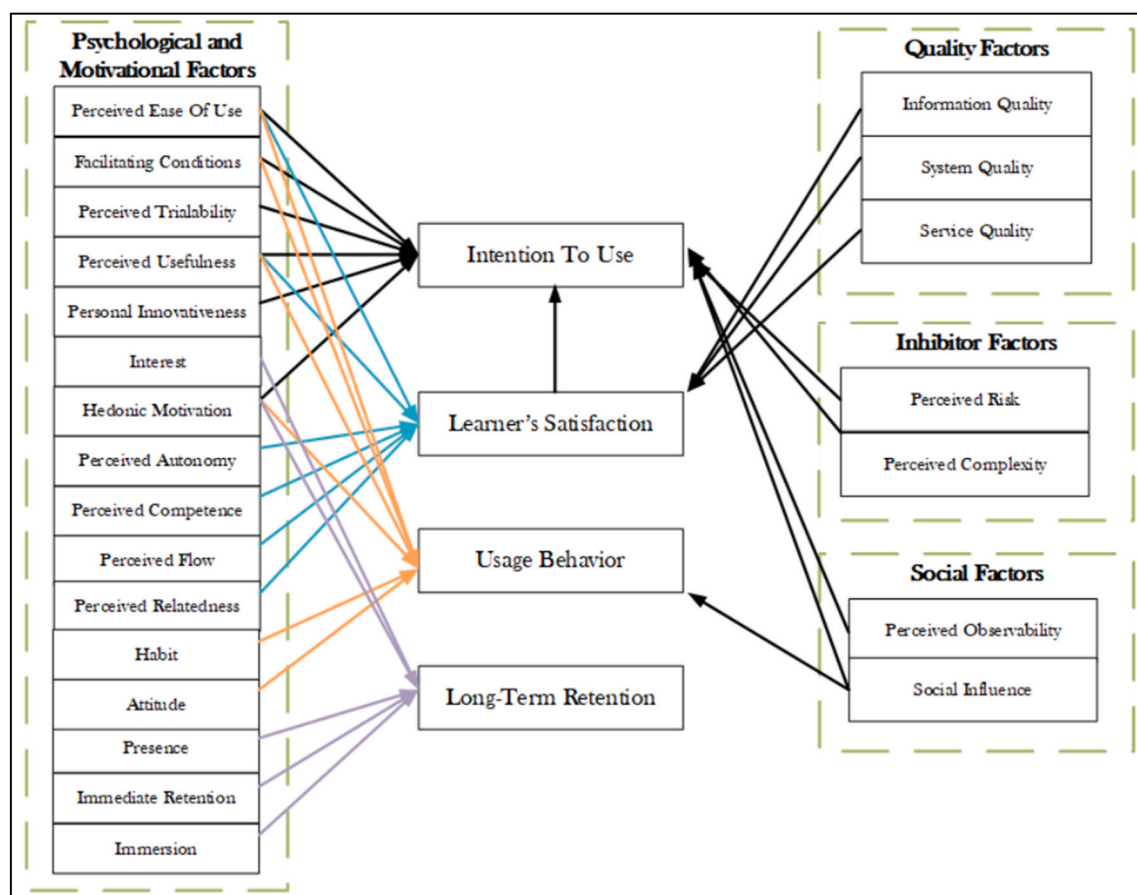 Psychological and
Motivational Factors
Perceived Ease Of Use
Facilitating Conditions
Perceived Trialability
Perceived Usefulness
Personal Innovativeness
Interest
Hedonic Motivation
Perceived Autonomy
Perceived Competence
Perceived Flow
Perceived Relatedness
Habit
Attitude
Presence
Immediate Retention
Immersion
Intention To Use
Learner's Satisfaction
Usage Behavior
Long-Term Retention
Quality Factors
Information Quality
System Quality
Service Quality
Inhibitor Factors
Perceived Risk
Perceived Complexity
Social Factors
Perceived Observability
Social Influence